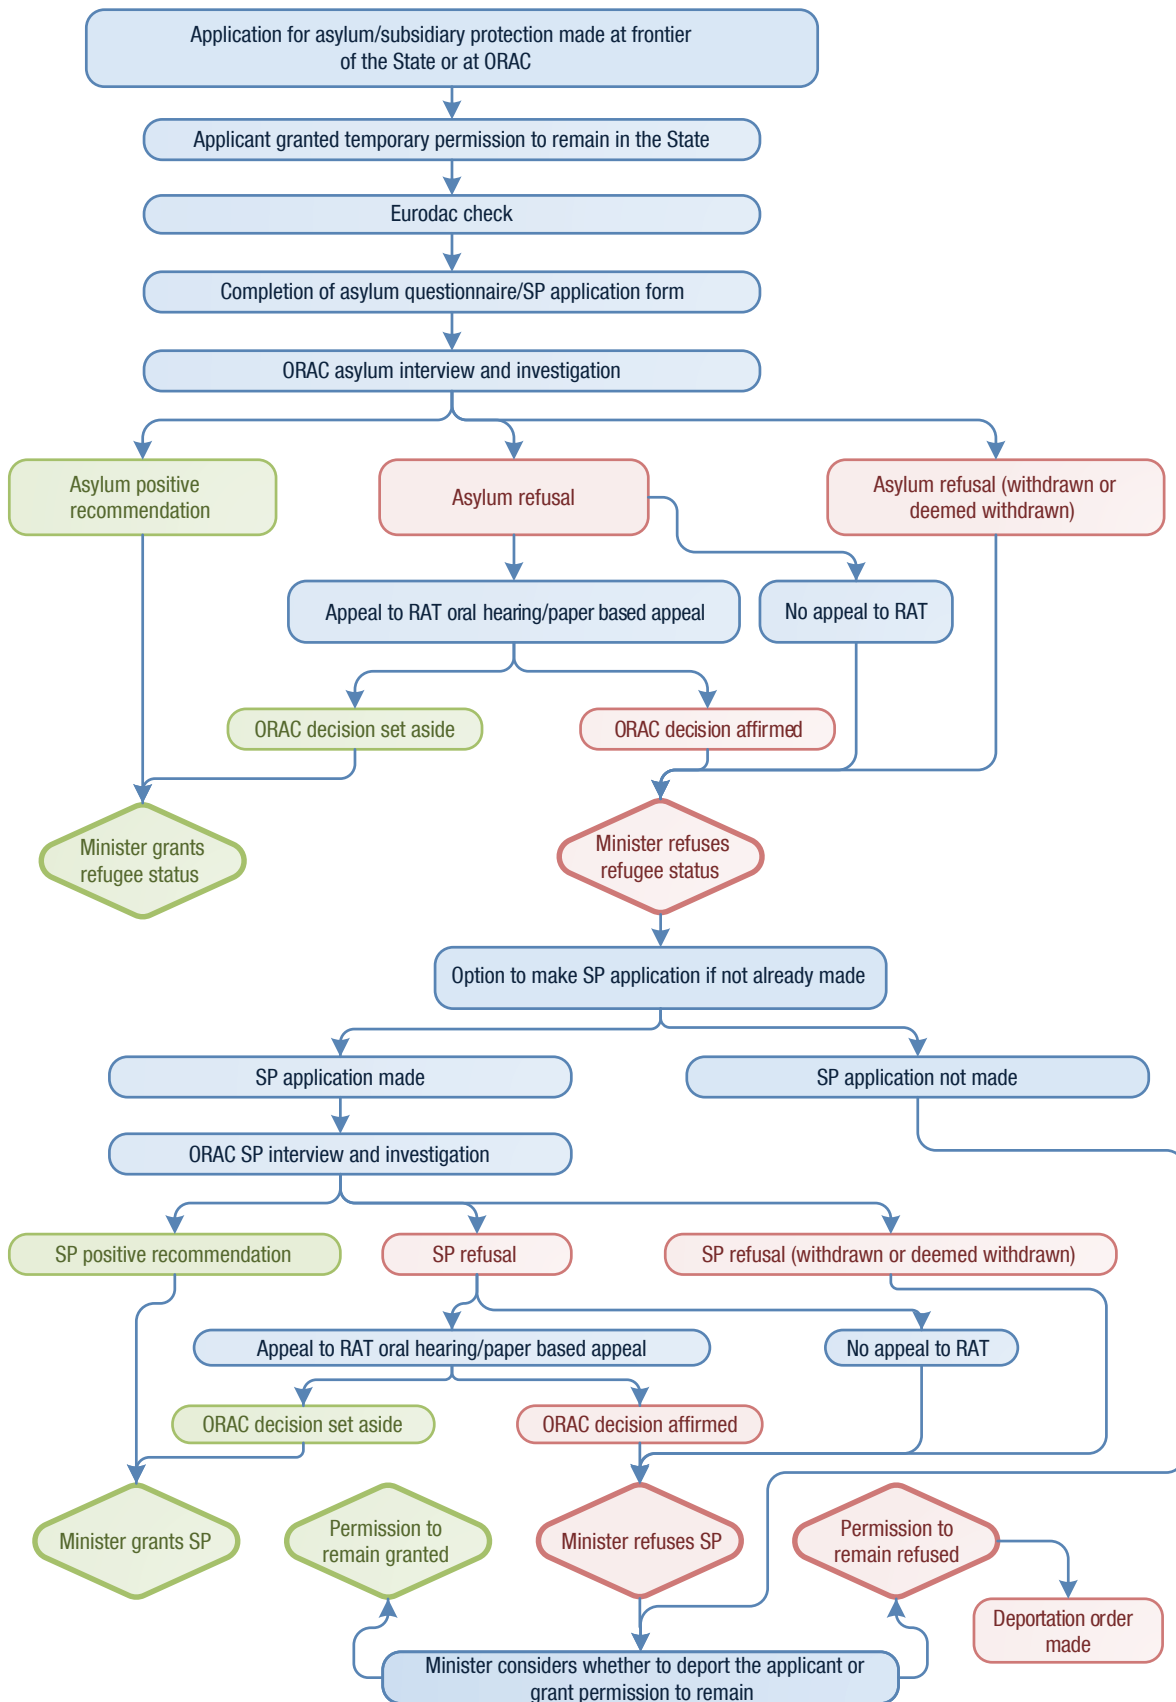 Application for asylum/subsidiary protection made at frontier
of the State or at ORAC
Applicant granted temporary permission to remain in the State
Eurodac check
Completion of asylum questionnaire/SP application form
ORAC asylum interview and investigation
Asylum positive
recommendation
Asylum refusal
Asylum refusal (withdrawn or
deemed withdrawn)
Appeal to RAT oral hearing/paper based appeal
No appeal to RAT
ORAC decision set aside
ORAC decision affirmed
Minister grants
refugee status
Minister refuses
refugee status
Option to make SP application if not already made
SP application made
SP application not made
ORAC SP interview and investigation
SP positive recommendation
SP refusal
SP refusal (withdrawn or deemed withdrawn)
Appeal to RAT oral hearing/paper based appeal
No appeal to RAT
ORAC decision set aside
ORAC decision affirmed
Minister grants SP
Permission to
remain granted
Minister refuses SP
Permission to
remain refused
Deportation order
made
Minister considers whether to deport the applicant or
grant permission to remain